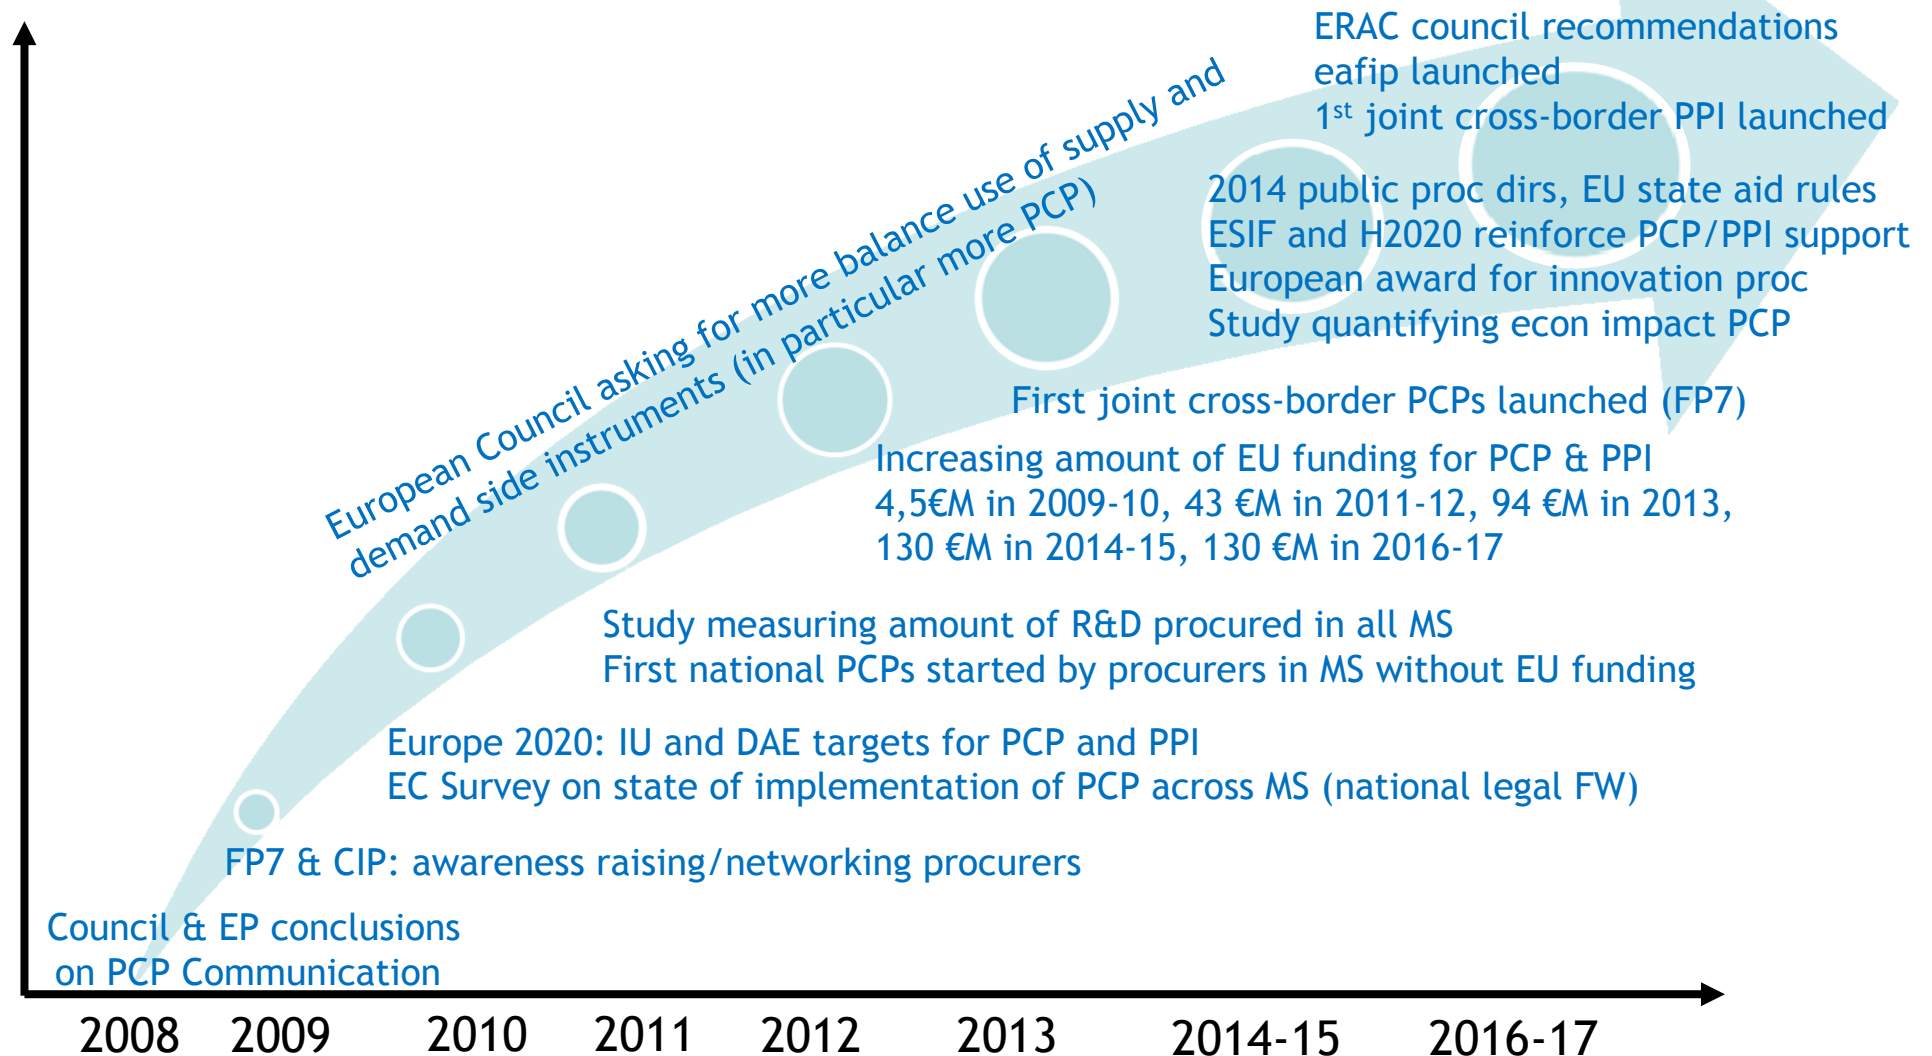 ERAC council recommendations
eafip launched
1st joint cross-border PPI launched
European Council asking for more balance use of supply and
demand side instruments (in particular more PCP)
2014 public proc dirs, EU state aid rules
ESIF and H2020 reinforce PCP/PPI support
European award for innovation proc
Study quantifying econ impact PCP
First joint cross-border PCPs launched (FP7)
Increasing amount of EU funding for PCP & PPI
4,5€M in 2009-10, 43 €M in 2011-12, 94 €M in 2013,
130 €M in 2014-15, 130 €M in 2016-17
Study measuring amount of R&D procured in all MS
First national PCPs started by procurers in MS without EU funding
Europe 2020: IU and DAE targets for PCP and PPI
EC Survey on state of implementation of PCP across MS (national legal FW)
FP7 & CIP: awareness raising/networking procurers
Council & EP conclusions
on PCP Communication
2008 2009 2010 2011 2012 2013 2014-15 2016-17